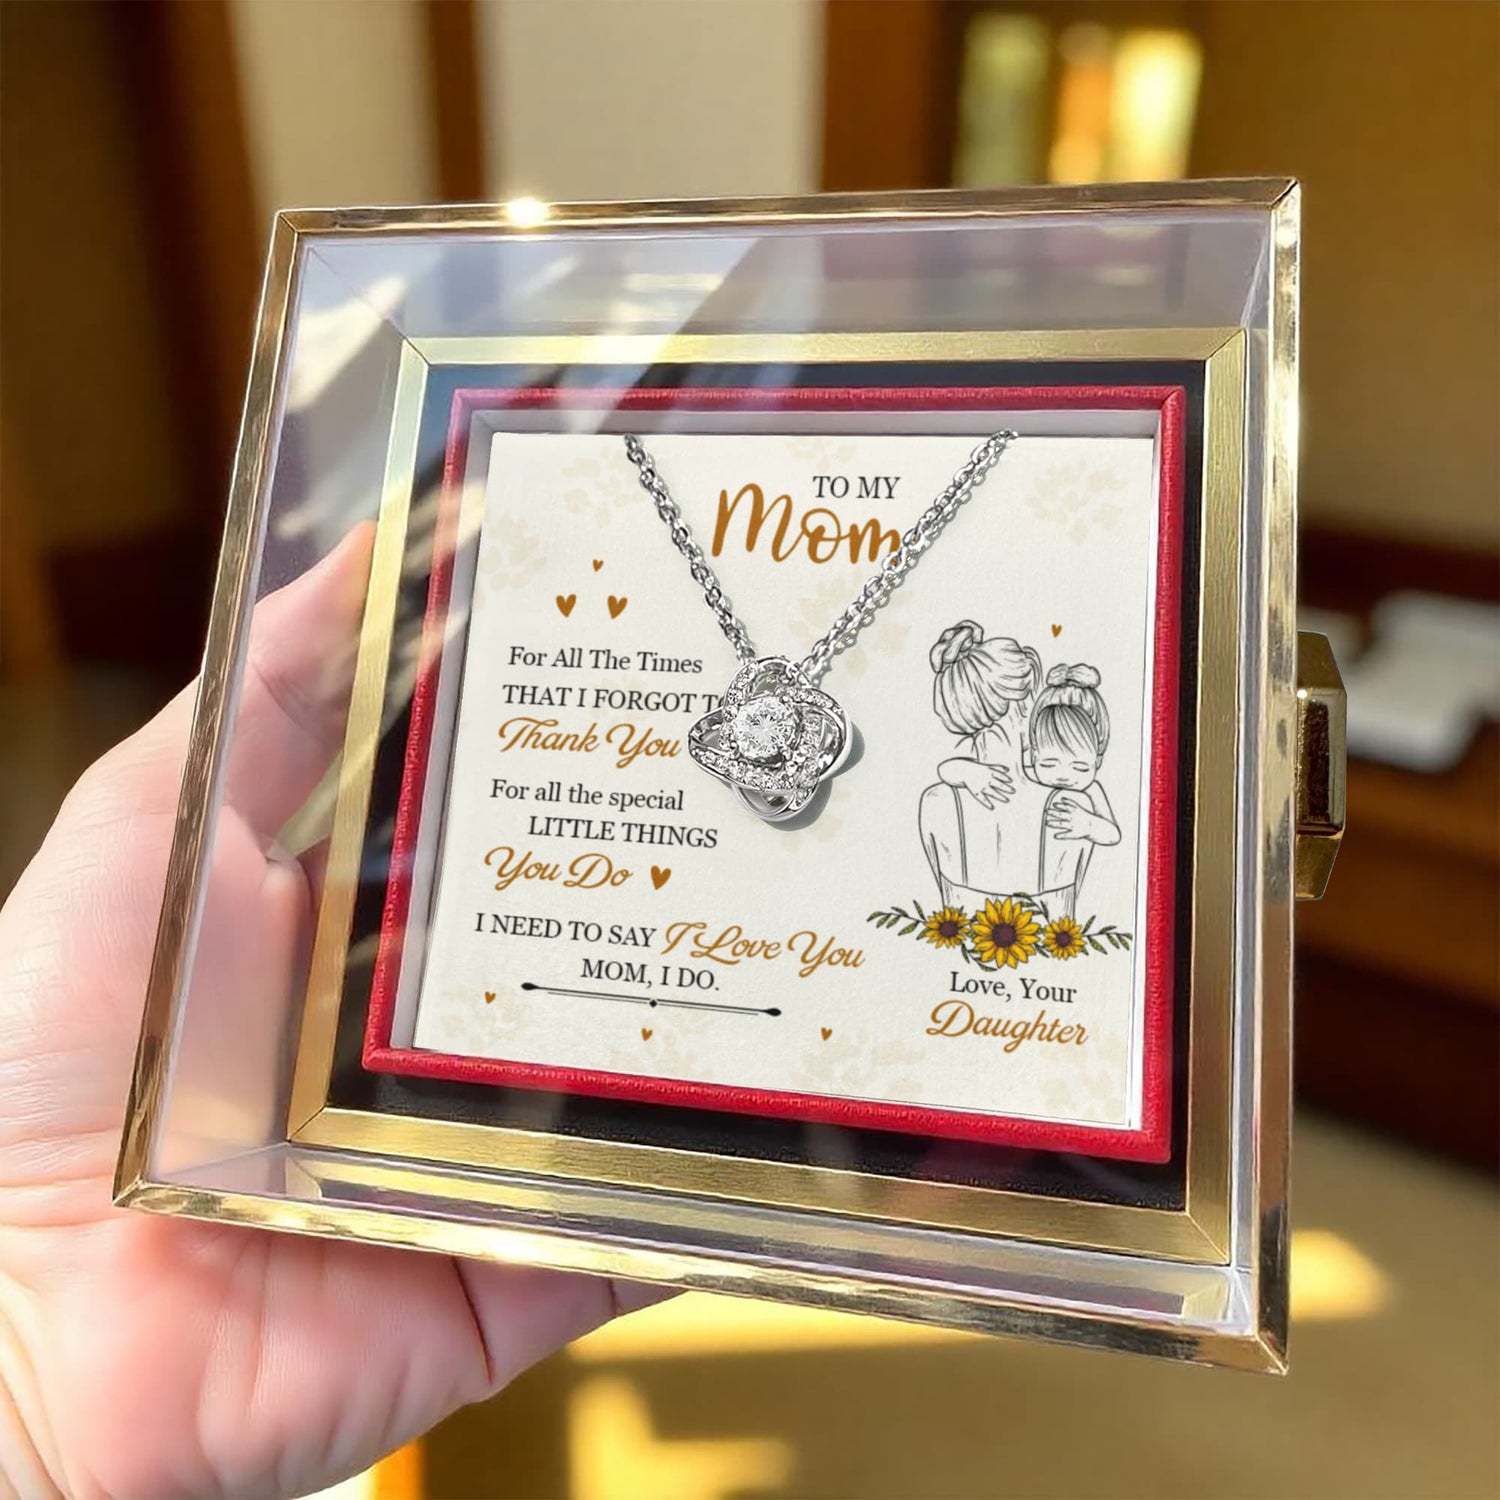 TO MY
Mom
For All The Times
THAT I FORGOT TO
Thank You
For all the special
LITTLE THINGS
You Do
I NEED TO SAY I Love You
MOM, I DO.
Love, Your
Daughter